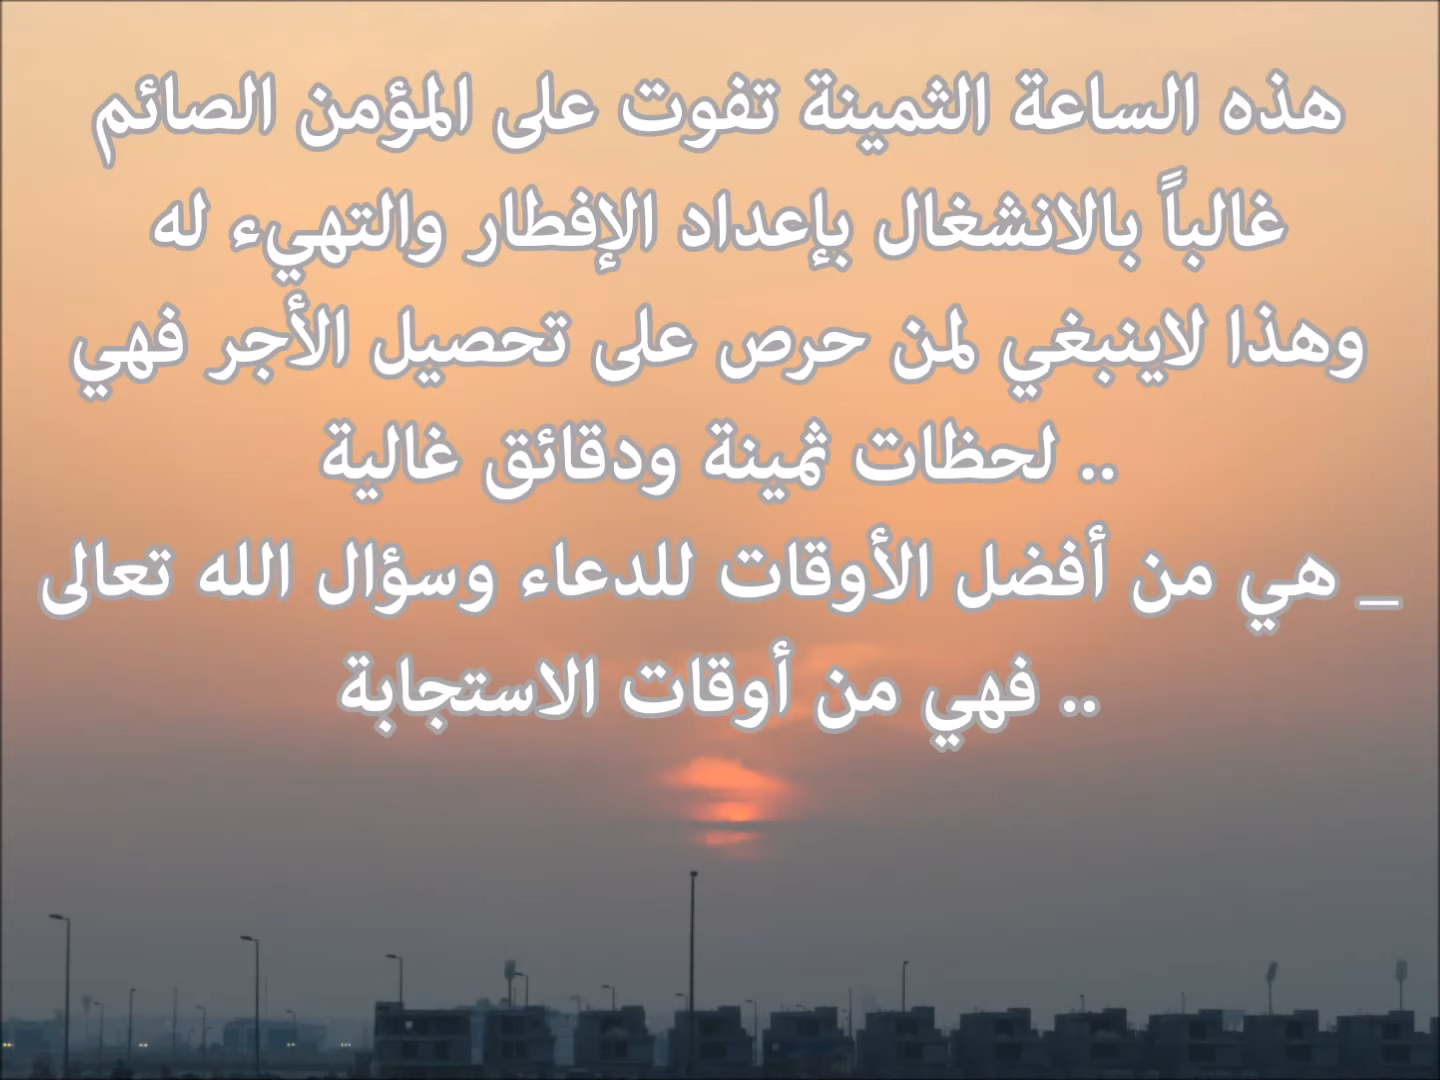 هذه الساعة الثمينة تفوت على المؤمن الصائم
غالباً بالانشغال بإعداد الإفطار والتهيء له
وهذا لاينبغي لمن حرص على تحصيل الأجر فهي
لحظات ثمينة ودقائق غالية ..
_ هي من أفضل الأوقات للدعاء وسؤال الله تعالى
فهي من أوقات الاستجابة ..